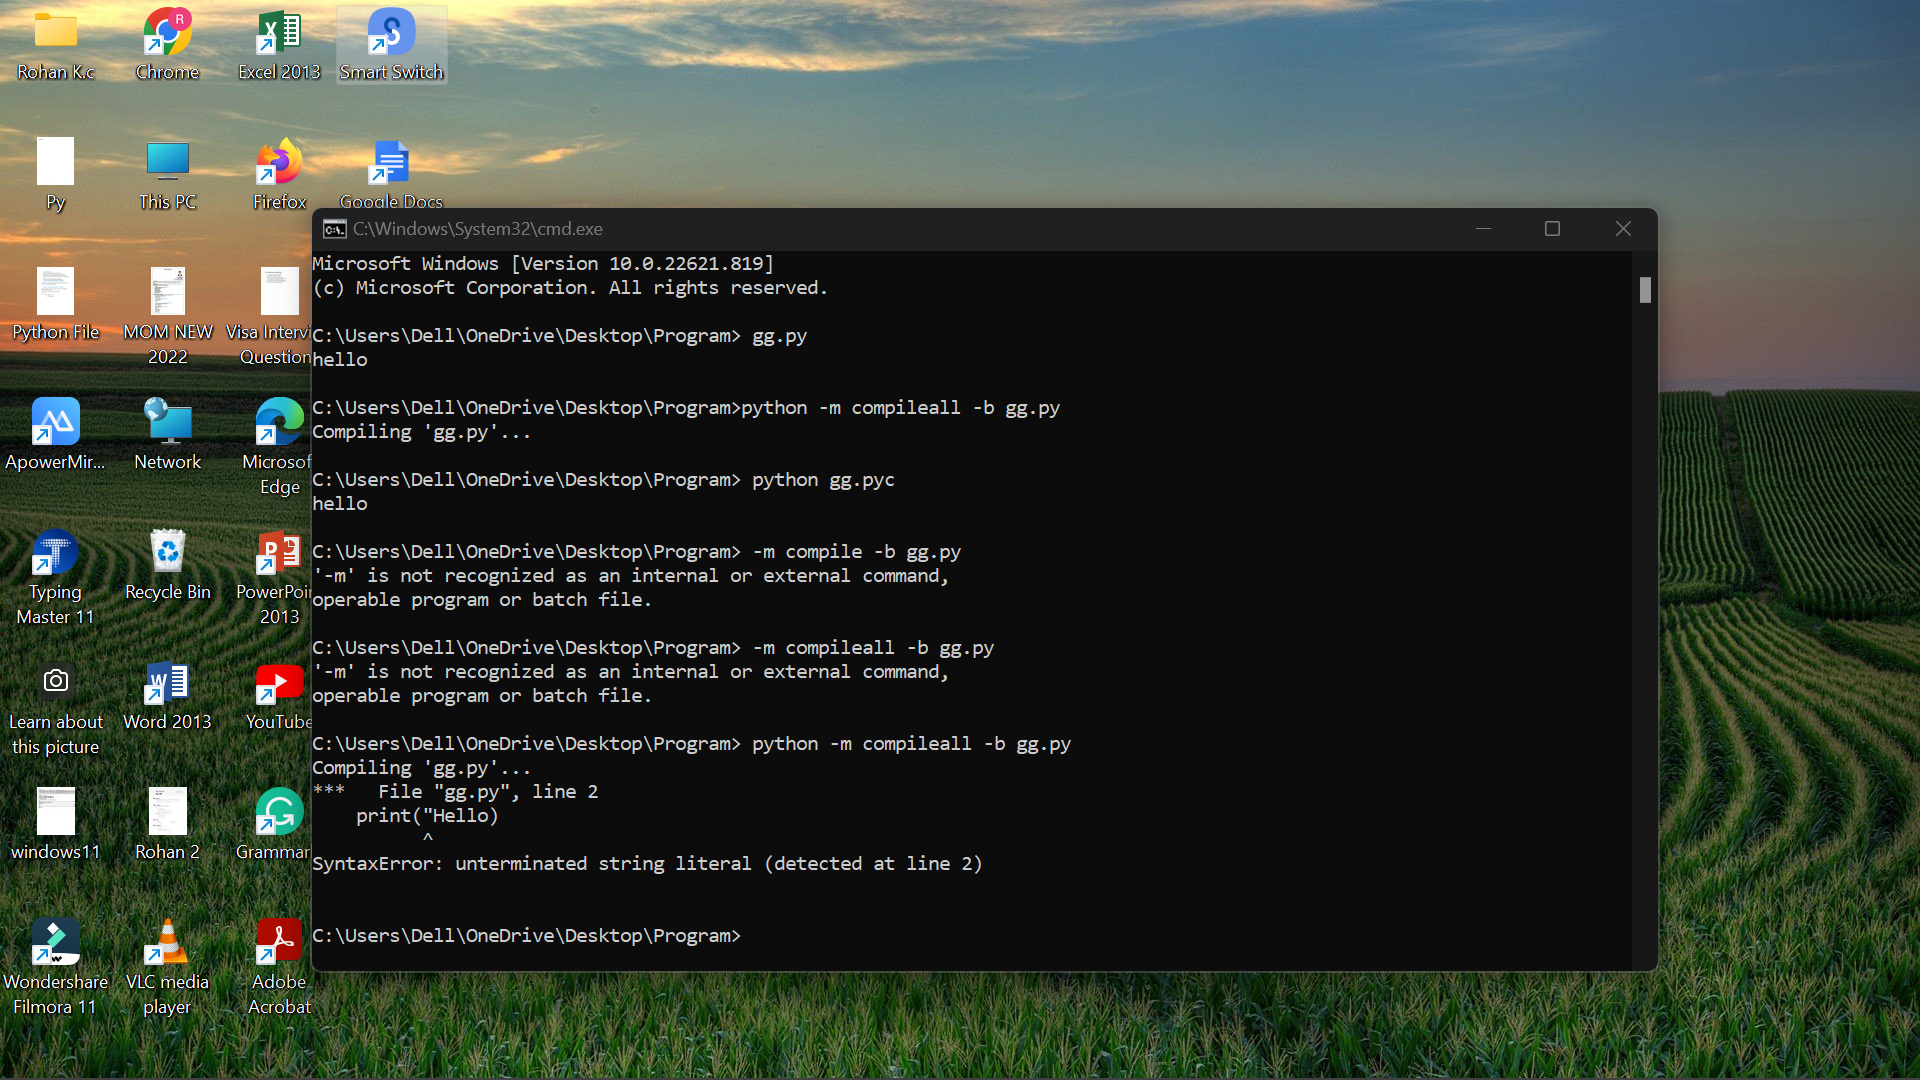 Rohan K.c
Chrome
Excel 2013
Smart Switch
Py
This PC
Firefox
Google Docs
Python File
MOM NEW
2022
Visa Intervi
Question
ApowerMir...
Network
Microsof
Edge
Typing
Master 11
Recycle Bin
PowerPoi
2013
Learn about
this picture
Word 2013
YouTube
windows11
Rohan 2
Grammar
Wondershare
Filmora 11
VLC media
player
Adobe
Acrobat
C:\Windows\System32\cmd.exe
Microsoft Windows [Version 10.0.22621.819]
(c) Microsoft Corporation. All rights reserved.
C:\Users\Dell\OneDrive\Desktop\Program> gg.py
hello
C:\Users\Dell\OneDrive\Desktop\Program>python -m compileall -b gg.py
Compiling 'gg.py'...
C:\Users\Dell\OneDrive\Desktop\Program> python gg.pyc
hello
C:\Users\Dell\OneDrive\Desktop\Program> -m compile -b gg.py
'-m' is not recognized as an internal or external command,
operable program or batch file.
C:\Users\Dell\OneDrive\Desktop\Program> -m compileall -b gg.py
'-m' is not recognized as an internal or external command,
operable program or batch file.
C:\Users\Dell\OneDrive\Desktop\Program> python -m compileall -b gg.py
Compiling 'gg.py'...
***   File "gg.py", line 2
    print("Hello)
          ^
SyntaxError: unterminated string literal (detected at line 2)
C:\Users\Dell\OneDrive\Desktop\Program>